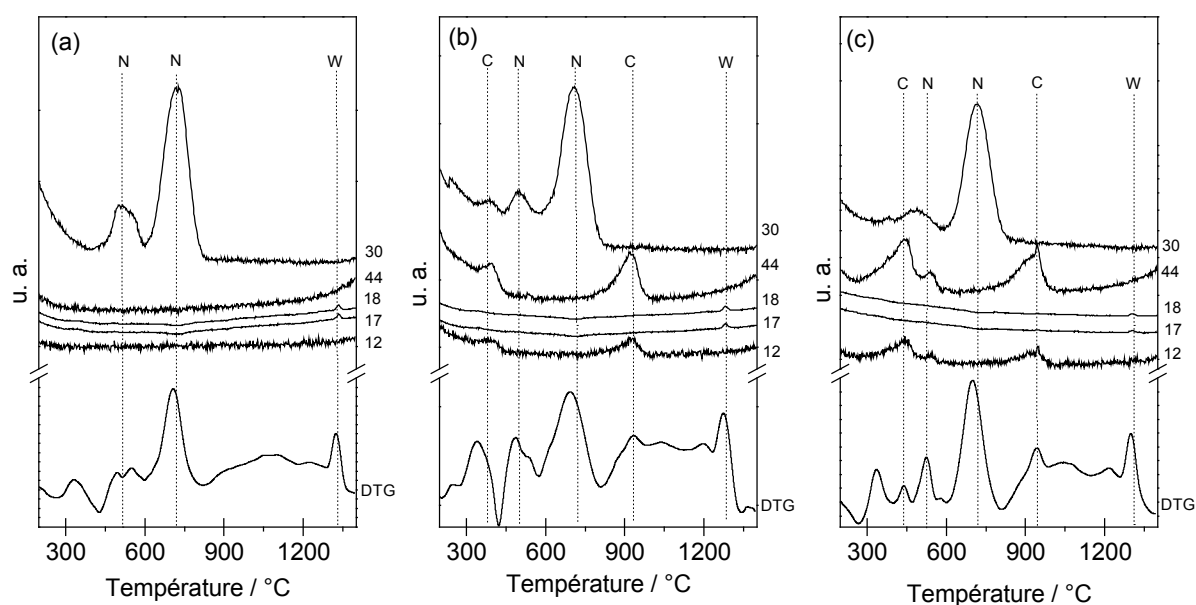 (a)
N
N
W
30
44
18
17
12
DTG
u. a.
300
600
900
1200
Température / °C
(b)
C
N
N
C
W
30
44
18
17
12
DTG
u. a.
300
600
900
1200
Température / °C
(c)
C
N
N
C
W
30
44
18
17
12
DTG
u. a.
300
600
900
1200
Température / °C